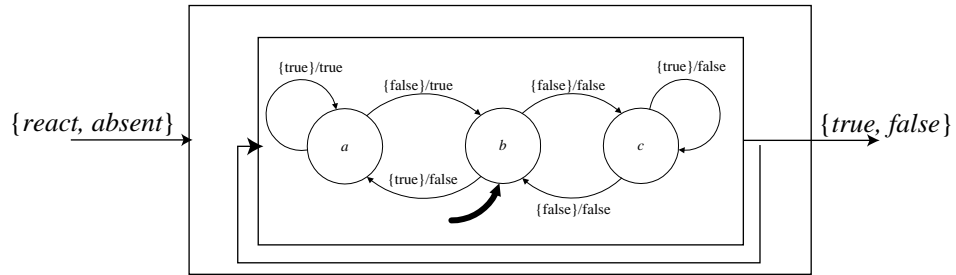 {true}/true
{false}/true
{false}/false
{true}/false
{react, absent}
{true, false}
a
b
c
{true}/false
{false}/false